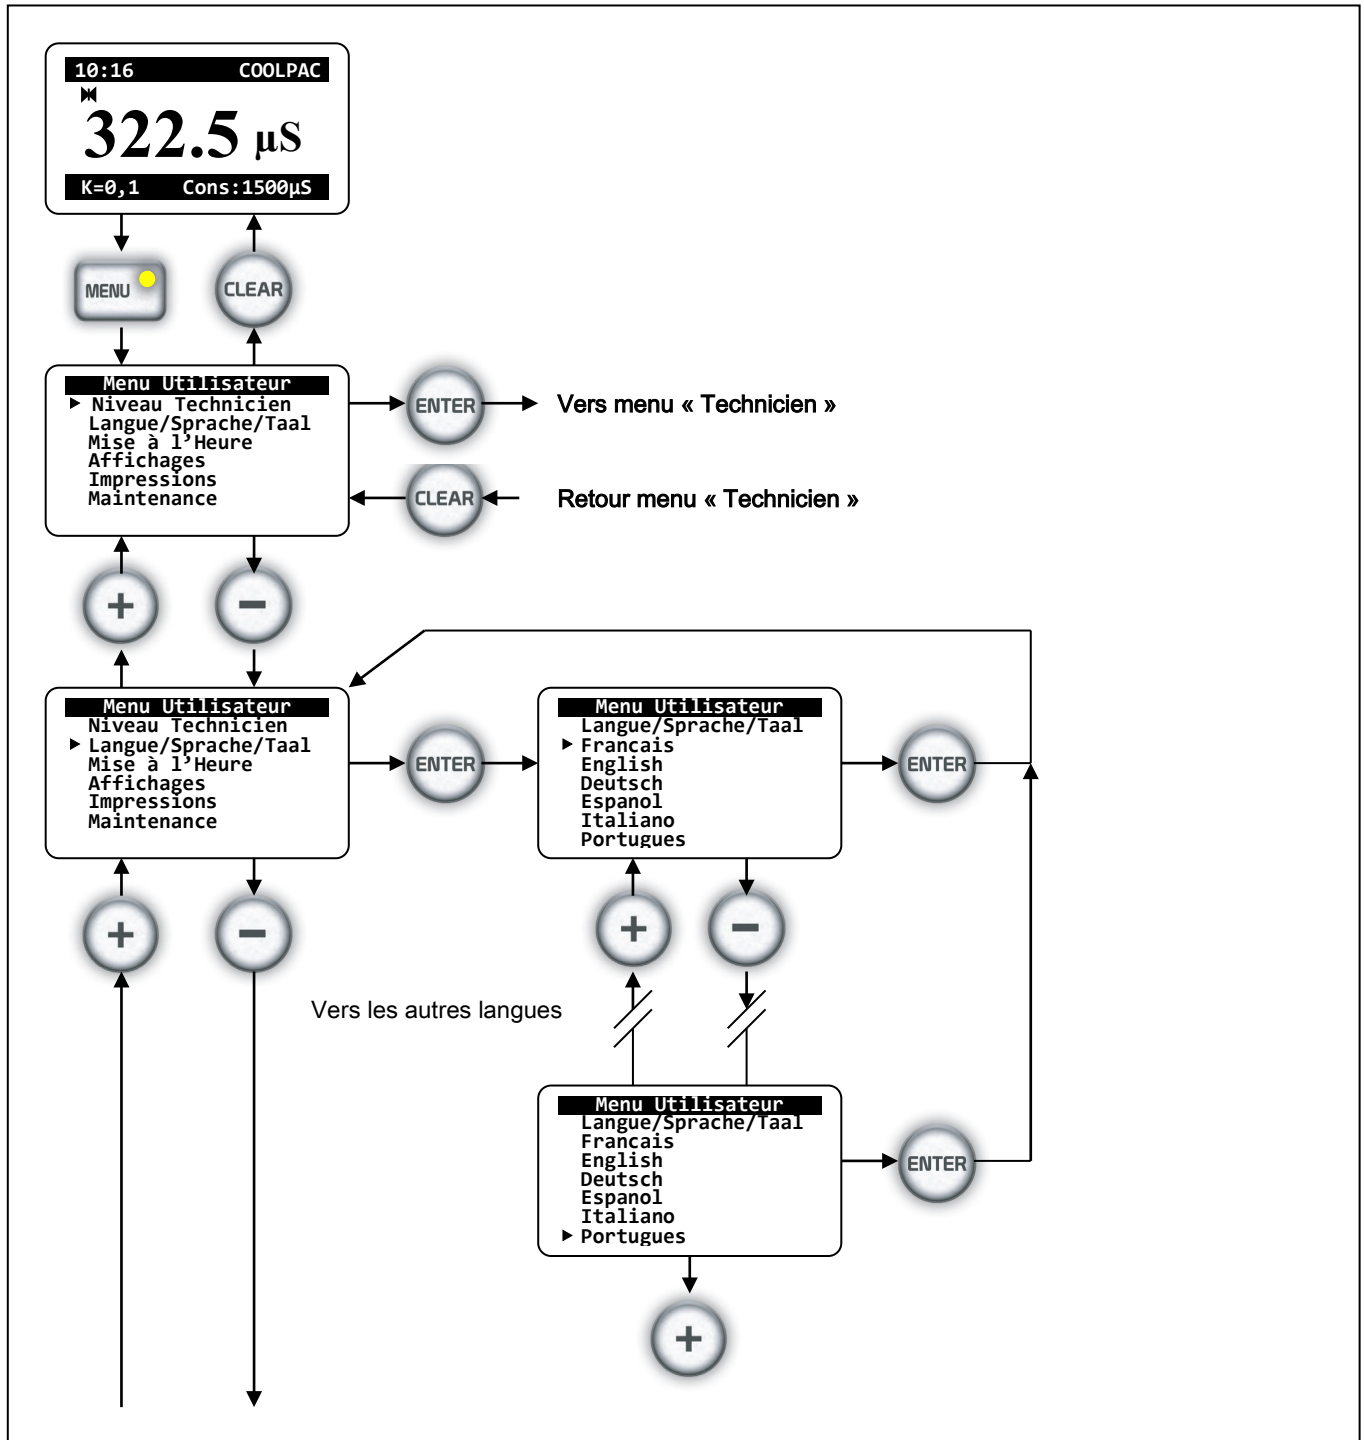 10:16 COOLPAC
322.5 µS
K=0,1 Cons:1500µS
MENU
CLEAR
Menu Utilisateur
Niveau Technicien
Langue/Sprache/Taal
Mise à l’Heure
Affichages
Impressions
Maintenance
ENTER
Vers menu « Technicien »
CLEAR
Retour menu « Technicien »
+
−
Menu Utilisateur
Niveau Technicien
Langue/Sprache/Taal
Mise à l’Heure
Affichages
Impressions
Maintenance
ENTER
Menu Utilisateur
Langue/Sprache/Taal
Francais
English
Deutsch
Espanol
Italiano
Portugues
ENTER
+
−
+
−
Vers les autres langues
Menu Utilisateur
Langue/Sprache/Taal
Francais
English
Deutsch
Espanol
Italiano
Portugues
ENTER
+